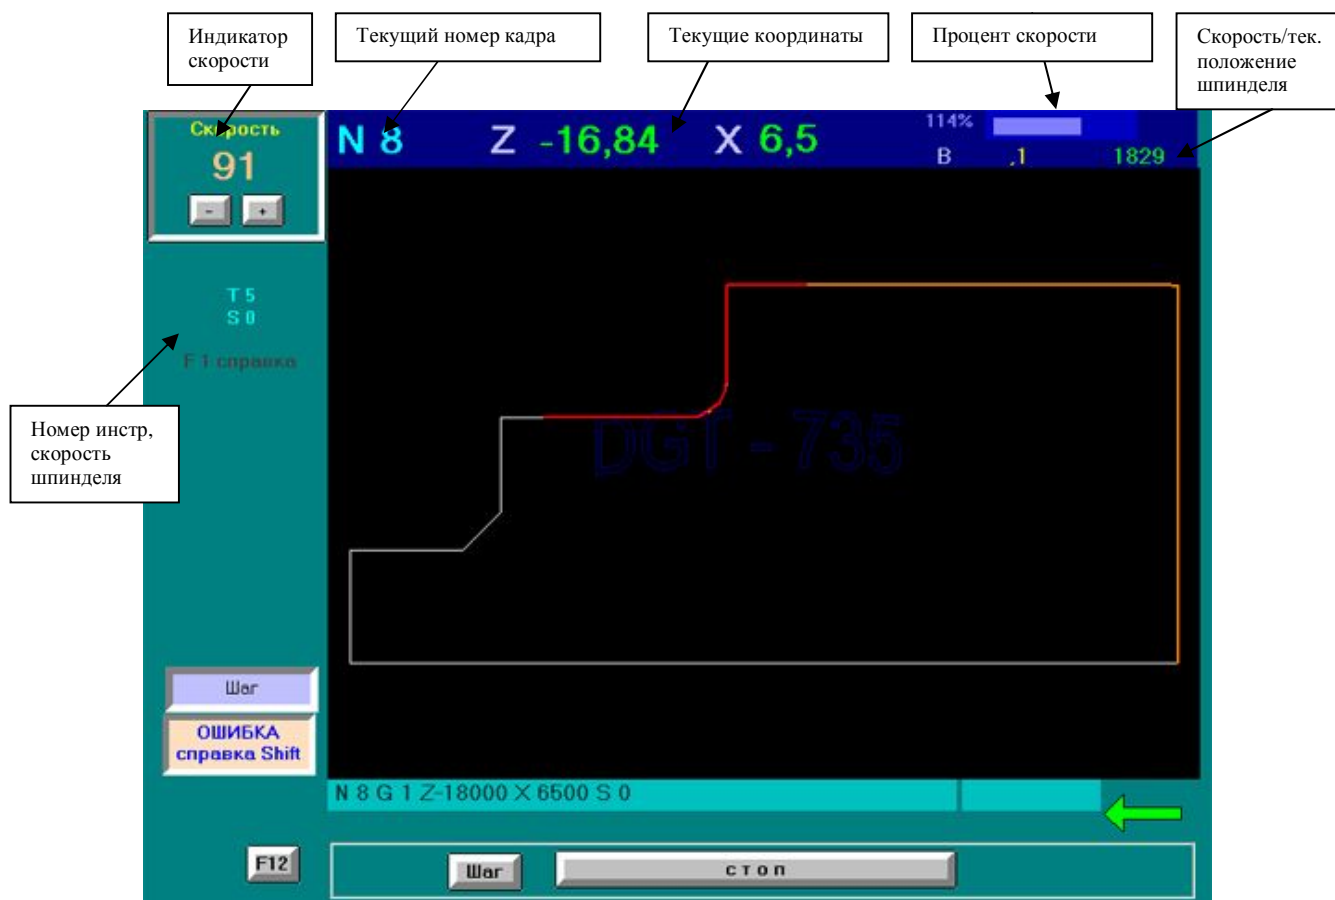 Индикатор
скорости
Текущий номер кадра
Текущие координаты
Процент скорости
Скорость/тек.
положение
шпинделя
Скорость
91
- +
N 8 Z -16,84 X 6,5
114%
B ,1 1829
T 5
S 0
F 1 справка
Номер инстр,
скорость
шпинделя
DGT - 735
Шаг
ОШИБКА
справка Shift
N 8 G 1 Z-18000 X 6500 S 0
F12
Шаг
стоп